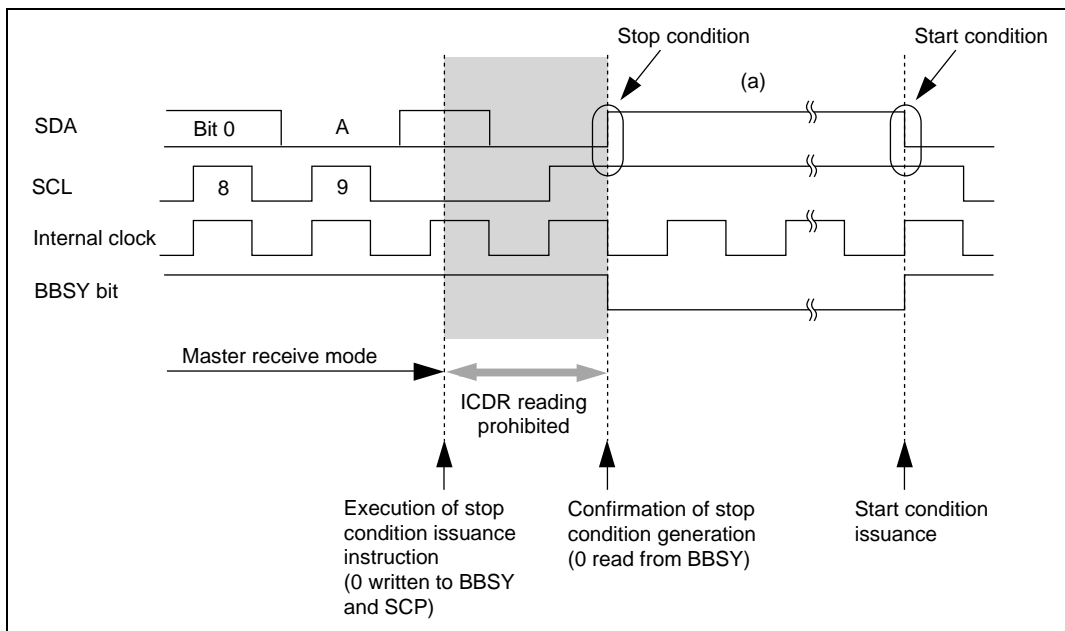 Stop condition
Start condition
(a)
SDA
Bit 0
A
SCL
8
9
Internal clock
BBSY bit
Master receive mode
ICDR reading
prohibited
Execution of stop
condition issuance
instruction
(0 written to BBSY
and SCP)
Confirmation of stop
condition generation
(0 read from BBSY)
Start condition
issuance